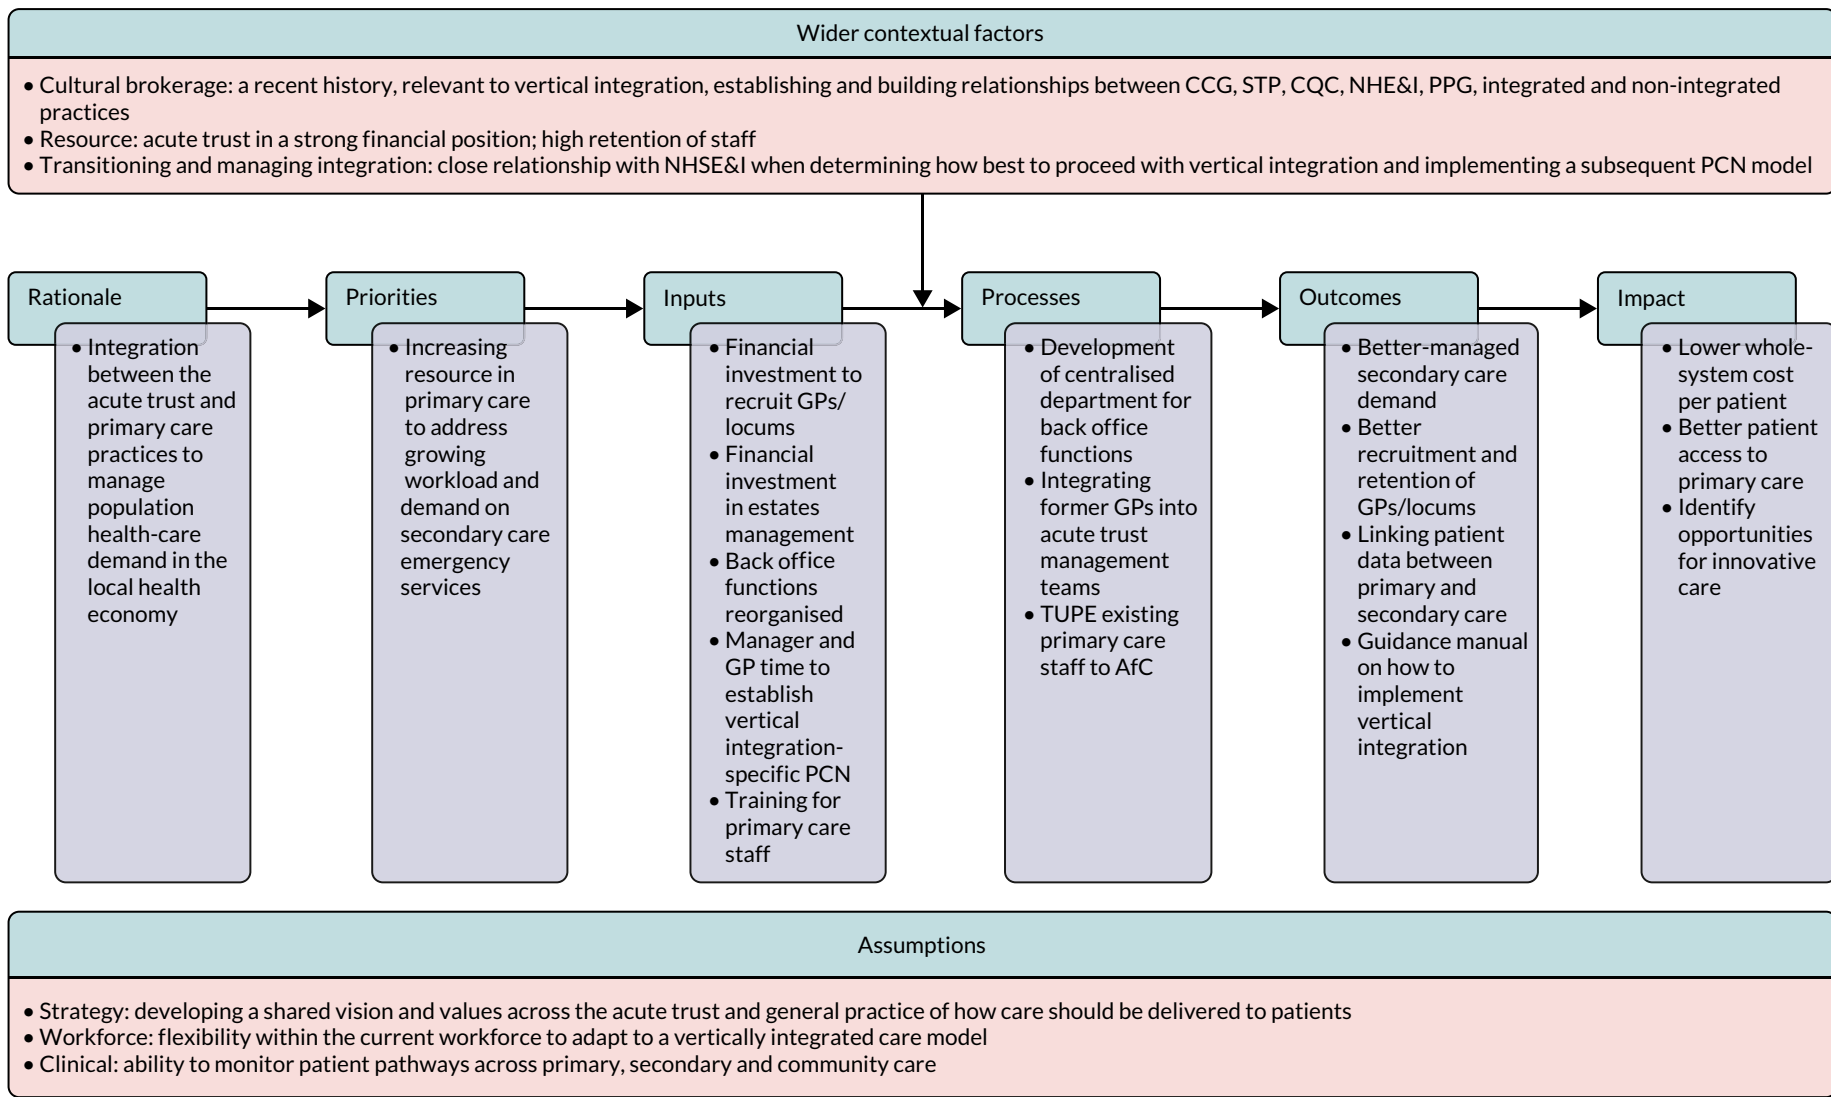 Wider contextual factors
• Cultural brokerage: a recent history, relevant to vertical integration, establishing and building relationships between CCG, STP, CQC, NHE&I, PPG, integrated and non-integrated
practices
• Resource: acute trust in a strong financial position; high retention of staff
• Transitioning and managing integration: close relationship with NHSE&I when determining how best to proceed with vertical integration and implementing a subsequent PCN model
Rationale
• Integration
between the
acute trust and
primary care
practices to
manage
population
health-care
demand in the
local health
economy
Priorities
• Increasing
resource in
primary care
to address
growing
workload and
demand on
secondary care
emergency
services
Inputs
• Financial
investment to
recruit GPs/
locums
• Financial
investment
in estates
management
• Back office
functions
reorganised
• Manager and
GP time to
establish
vertical
integration-
specific PCN
• Training for
primary care
staff
Processes
• Development
of centralised
department for
back office
functions
• Integrating
former GPs into
acute trust
management
teams
• TUPE existing
primary care
staff to AfC
Outcomes
• Better-managed
secondary care
demand
• Better
recruitment and
retention of
GPs/locums
• Linking patient
data between
primary and
secondary care
• Guidance manual
on how to
implement
vertical
integration
Impact
• Lower whole-
system cost
per patient
• Better patient
access to
primary care
• Identify
opportunities
for innovative
care
Assumptions
• Strategy: developing a shared vision and values across the acute trust and general practice of how care should be delivered to patients
• Workforce: flexibility within the current workforce to adapt to a vertically integrated care model
• Clinical: ability to monitor patient pathways across primary, secondary and community care